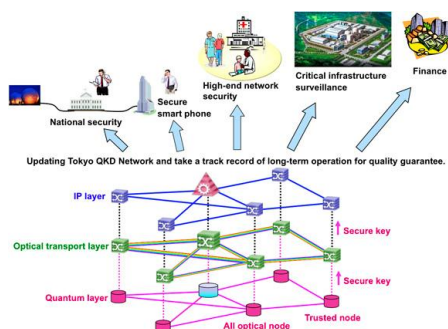 High-end network
security
Critical infrastructure
surveillance
Finance
National security
Secure
smart phone
Updating Tokyo QKD Network and take a track record of long-term operation for quality guarantee.
IP layer
Secure key
Optical transport layer
Secure key
Quantum layer
Trusted node
All optical node